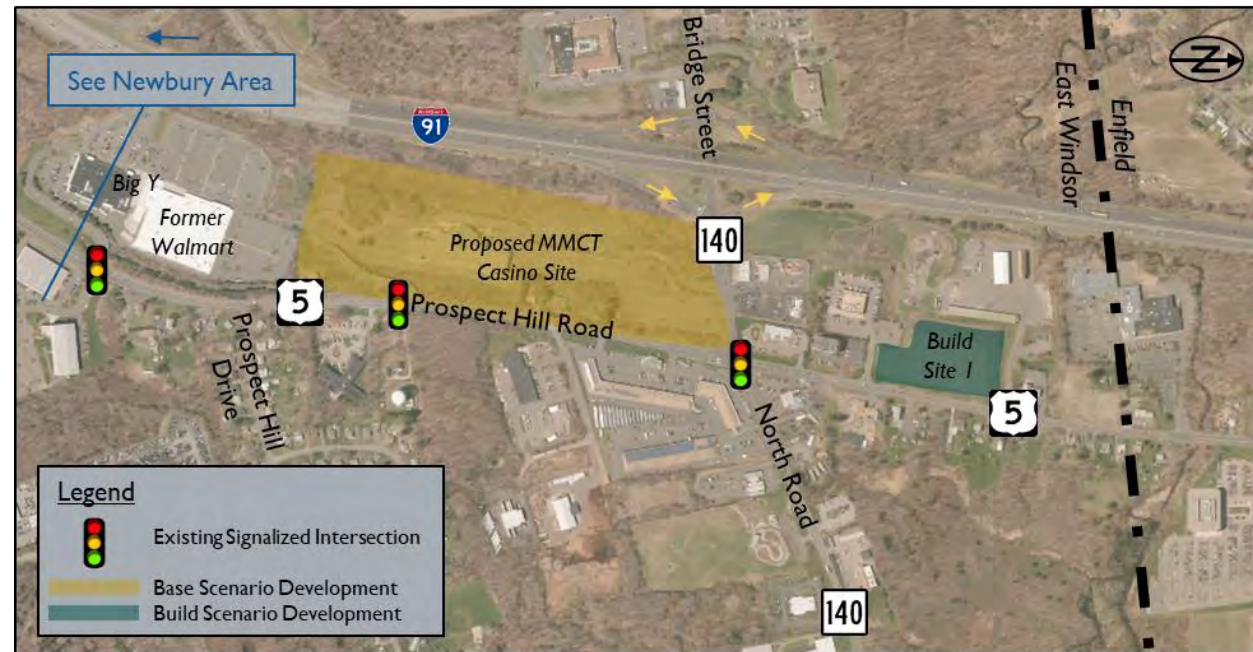 See Newbury Area
INTERSTATE
91
Bridge Street
N
East Windsor
Enfield
Big Y
Former
Walmart
Proposed MMCT
Casino Site
140
5
Prospect Hill Road
Prospect Hill
Drive
Build
Site 1
5
North Road
140
Legend
Existing Signalized Intersection
Base Scenario Development
Build Scenario Development